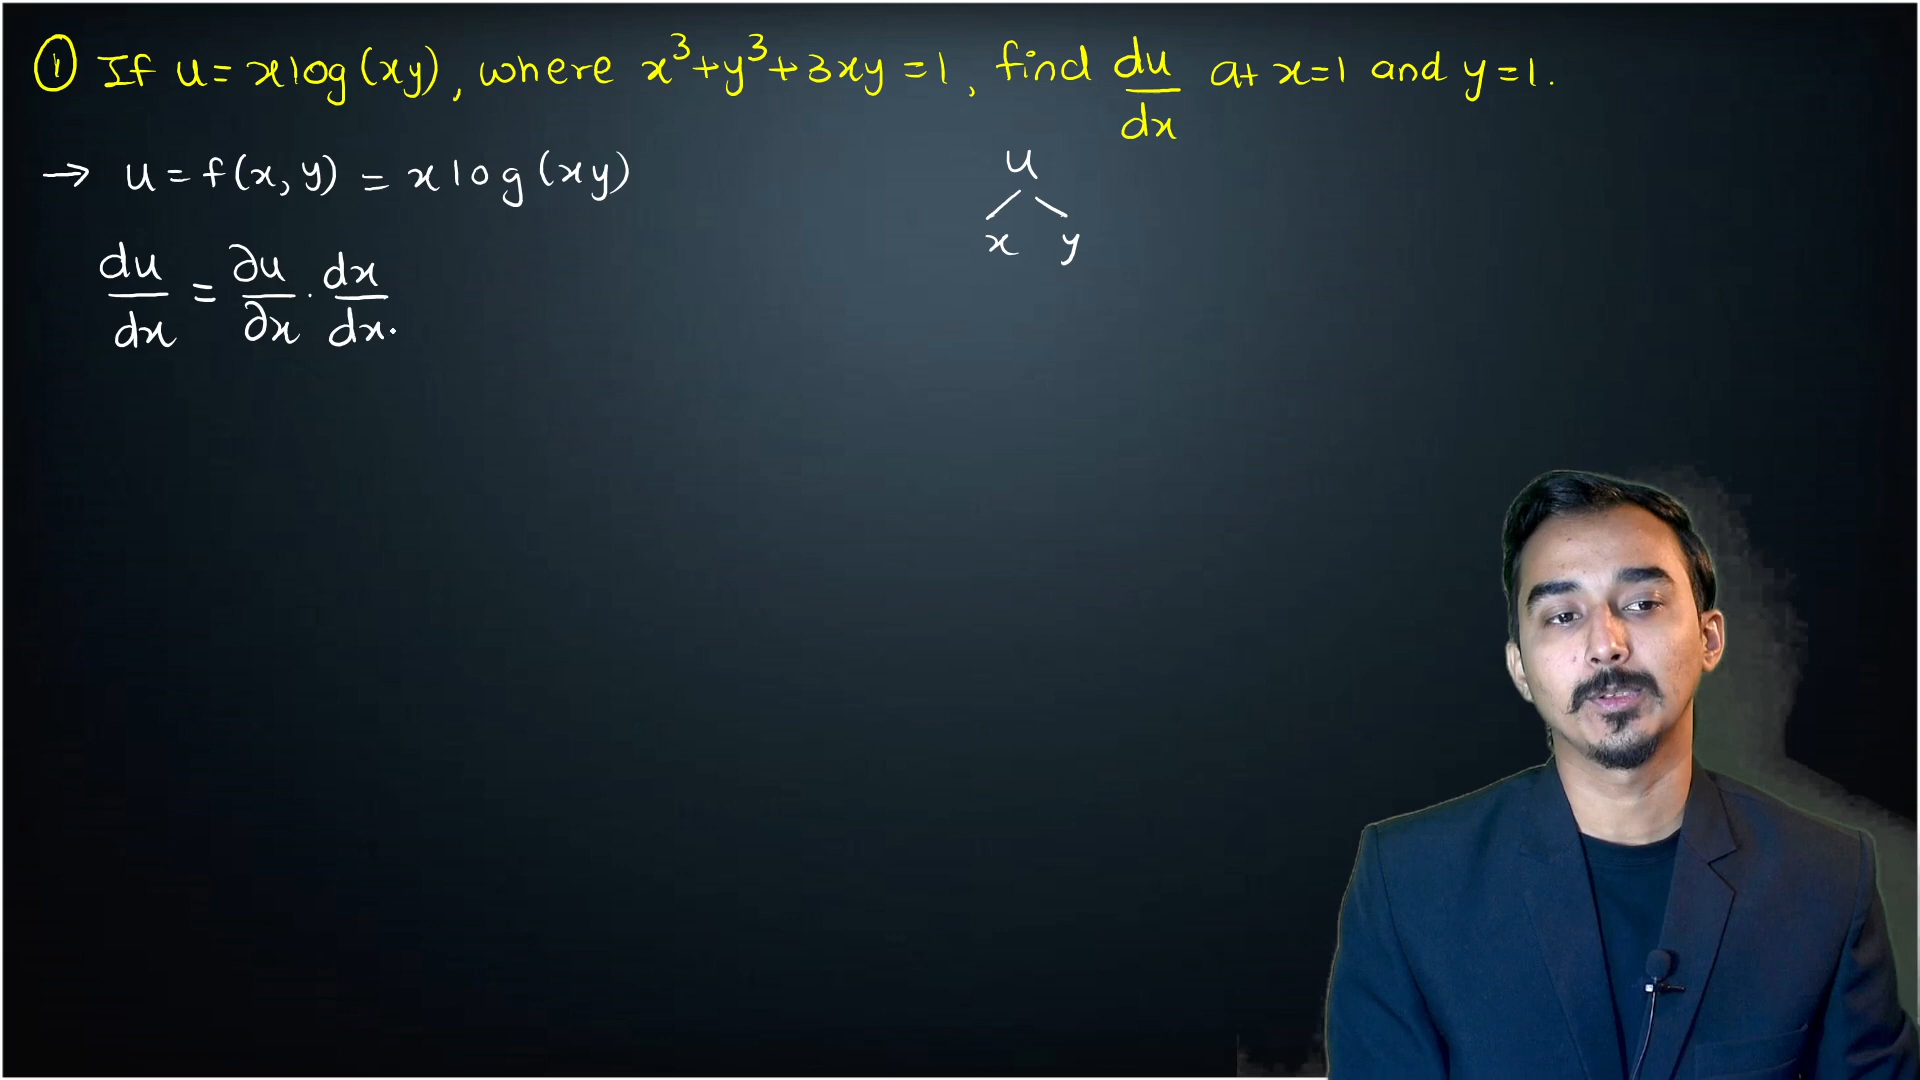 ① If u = x log (xy), where x³+y³+3xy = 1, find du/dx at x=1 and y=1.
→ u = f(x, y) = x log (xy)
u
x y
du/dx = ∂u/∂x · dx/dx.